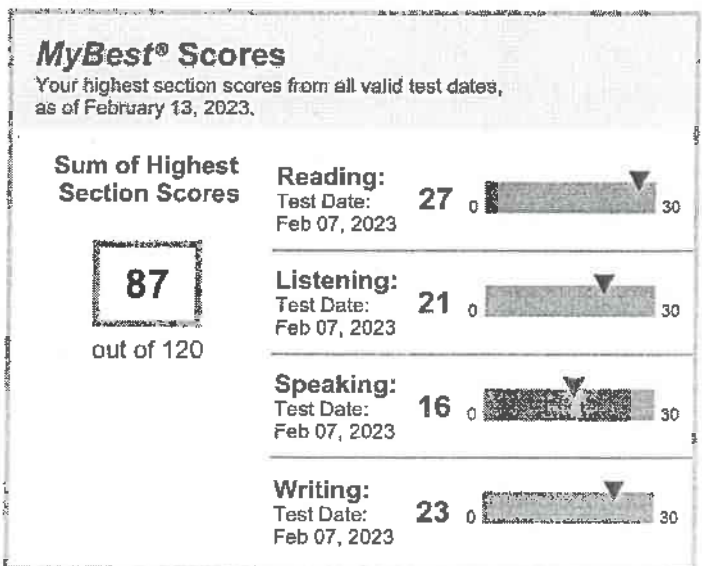 MyBest® Scores
Your highest section scores from all valid test dates,
as of February 13, 2023.
Sum of Highest
Section Scores
87
out of 120
Reading:
Test Date:
Feb 07, 2023
27
0
30
Listening:
Test Date:
Feb 07, 2023
21
0
30
Speaking:
Test Date:
Feb 07, 2023
16
0
30
Writing:
Test Date:
Feb 07, 2023
23
0
30